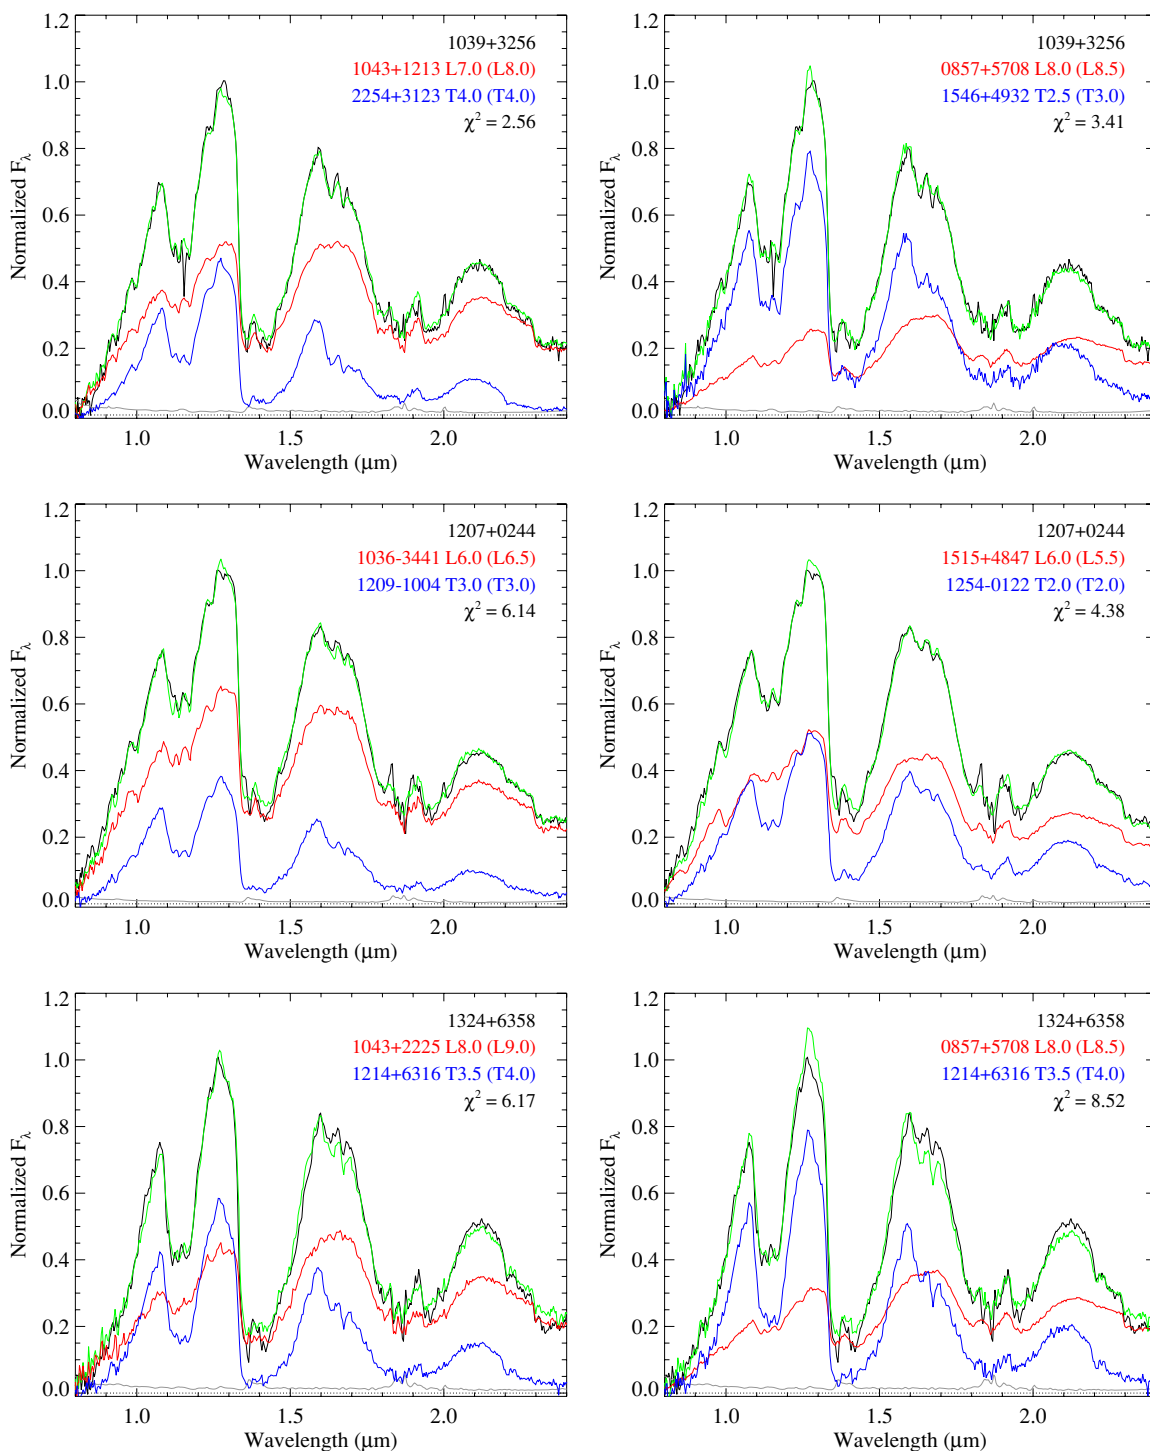 1.2
1.0
0.8
0.6
0.4
0.2
0.0
Normalized Fλ
1039+3256
1043+1213 L7.0 (L8.0)
2254+3123 T4.0 (T4.0)
χ² = 2.56
1.0 1.5 2.0
Wavelength (μm)
1.2
1.0
0.8
0.6
0.4
0.2
0.0
Normalized Fλ
1039+3256
0857+5708 L8.0 (L8.5)
1546+4932 T2.5 (T3.0)
χ² = 3.41
1.0 1.5 2.0
Wavelength (μm)
1.2
1.0
0.8
0.6
0.4
0.2
0.0
Normalized Fλ
1207+0244
1036-3441 L6.0 (L6.5)
1209-1004 T3.0 (T3.0)
χ² = 6.14
1.0 1.5 2.0
Wavelength (μm)
1.2
1.0
0.8
0.6
0.4
0.2
0.0
Normalized Fλ
1207+0244
1515+4847 L6.0 (L5.5)
1254-0122 T2.0 (T2.0)
χ² = 4.38
1.0 1.5 2.0
Wavelength (μm)
1.2
1.0
0.8
0.6
0.4
0.2
0.0
Normalized Fλ
1324+6358
1043+2225 L8.0 (L9.0)
1214+6316 T3.5 (T4.0)
χ² = 6.17
1.0 1.5 2.0
Wavelength (μm)
1.2
1.0
0.8
0.6
0.4
0.2
0.0
Normalized Fλ
1324+6358
0857+5708 L8.0 (L8.5)
1214+6316 T3.5 (T4.0)
χ² = 8.52
1.0 1.5 2.0
Wavelength (μm)